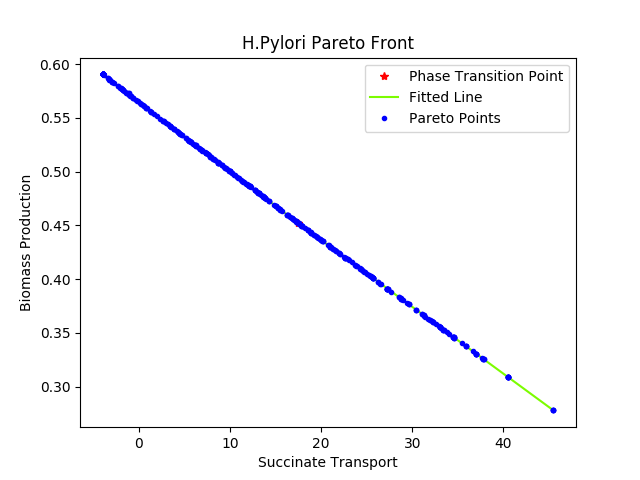 H.Pylori Pareto Front
Phase Transition Point
Fitted Line
Pareto Points
Biomass Production
0.60
0.55
0.50
0.45
0.40
0.35
0.30
0
10
20
30
40
Succinate Transport